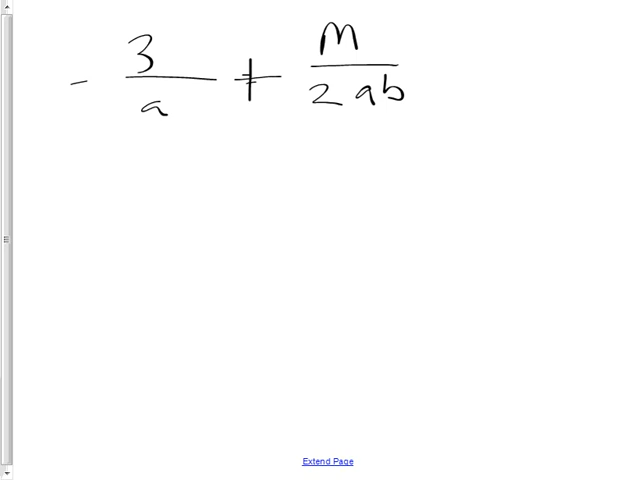 - 3/a + m/2ab
Extend Page